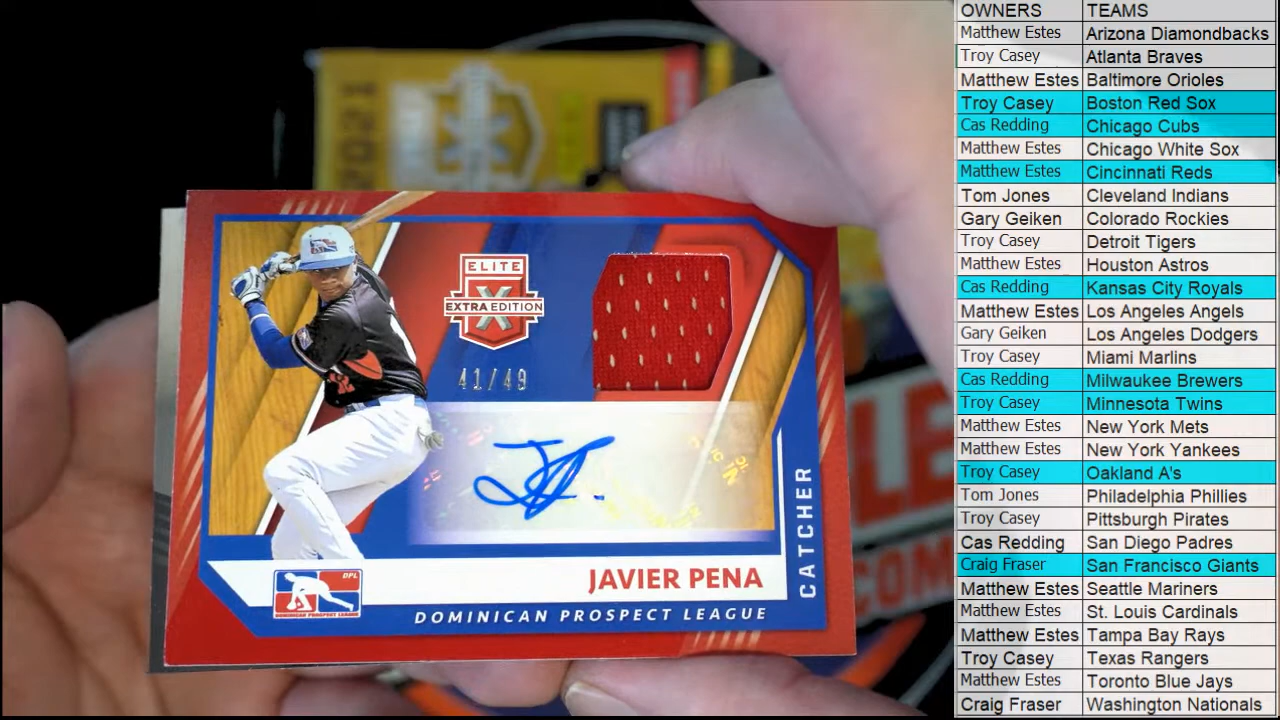 2021
ELITE
X
EXTRA EDITION
41/49
JAVIER PENA
DOMINICAN PROSPECT LEAGUE
CATCHER
DPL
DOMINICAN PROSPECT LEAGUE
OWNERS TEAMS
Matthew Estes Arizona Diamondbacks
Troy Casey Atlanta Braves
Matthew Estes Baltimore Orioles
Troy Casey Boston Red Sox
Cas Redding Chicago Cubs
Matthew Estes Chicago White Sox
Matthew Estes Cincinnati Reds
Tom Jones Cleveland Indians
Gary Geiken Colorado Rockies
Troy Casey Detroit Tigers
Matthew Estes Houston Astros
Cas Redding Kansas City Royals
Matthew Estes Los Angeles Angels
Gary Geiken Los Angeles Dodgers
Troy Casey Miami Marlins
Cas Redding Milwaukee Brewers
Troy Casey Minnesota Twins
Matthew Estes New York Mets
Matthew Estes New York Yankees
Troy Casey Oakland A's
Tom Jones Philadelphia Phillies
Troy Casey Pittsburgh Pirates
Cas Redding San Diego Padres
Craig Fraser San Francisco Giants
Matthew Estes Seattle Mariners
Matthew Estes St. Louis Cardinals
Matthew Estes Tampa Bay Rays
Troy Casey Texas Rangers
Matthew Estes Toronto Blue Jays
Craig Fraser Washington Nationals